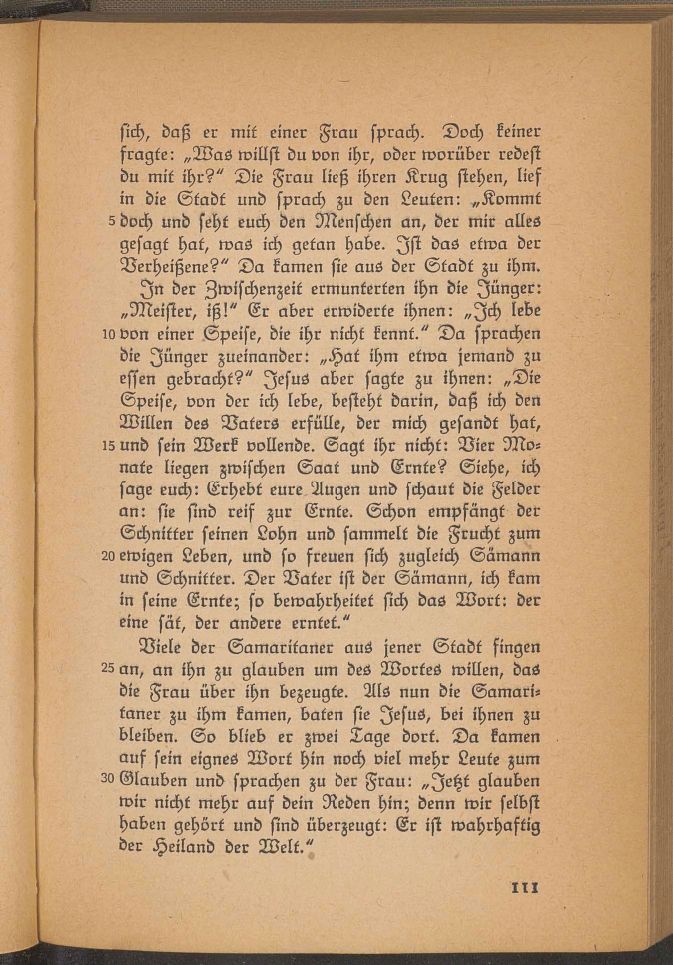 sich, daß er mit einer Frau sprach. Doch keiner
fragte: „Was willst du von ihr, oder worüber redest
du mit ihr?“ Die Frau ließ ihren Krug stehen, lief
in die Stadt und sprach zu den Leuten: „Kommt
5 doch und seht euch den Menschen an, der mir alles
gesagt hat, was ich getan habe. Ist das etwa der
Verheißene?“ Da kamen sie aus der Stadt zu ihm.
In der Zwischenzeit ermunterten ihn die Jünger:
„Meister, iß!“ Er aber erwiderte ihnen: „Ich lebe
10 von einer Speise, die ihr nicht kennt.“ Da sprachen
die Jünger zueinander: „Hat ihm etwa jemand zu
essen gebracht?“ Jesus aber sagte zu ihnen: „Die
Speise, von der ich lebe, besteht darin, daß ich den
Willen des Vaters erfülle, der mich gesandt hat,
15 und sein Werk vollende. Sagt ihr nicht: Vier Mo-
nate liegen zwischen Saat und Ernte? Siehe, ich
sage euch: Erhebt eure Augen und schaut die Felder
an: sie sind reif zur Ernte. Schon empfängt der
Schnitter seinen Lohn und sammelt die Frucht zum
20 ewigen Leben, und so freuen sich zugleich Sämann
und Schnitter. Der Vater ist der Sämann, ich kam
in seine Ernte; so bewahrheitet sich das Wort: der
eine sät, der andere erntet.“
Viele der Samaritaner aus jener Stadt fingen
25 an, an ihn zu glauben um des Wortes willen, das
die Frau über ihn bezeugte. Als nun die Samari-
taner zu ihm kamen, baten sie Jesus, bei ihnen zu
bleiben. So blieb er zwei Tage dort. Da kamen
auf sein eignes Wort hin noch viel mehr Leute zum
30 Glauben und sprachen zu der Frau: „Jetzt glauben
wir nicht mehr auf dein Reden hin; denn wir selbst
haben gehört und sind überzeugt: Er ist wahrhaftig
der Heiland der Welt.“
111